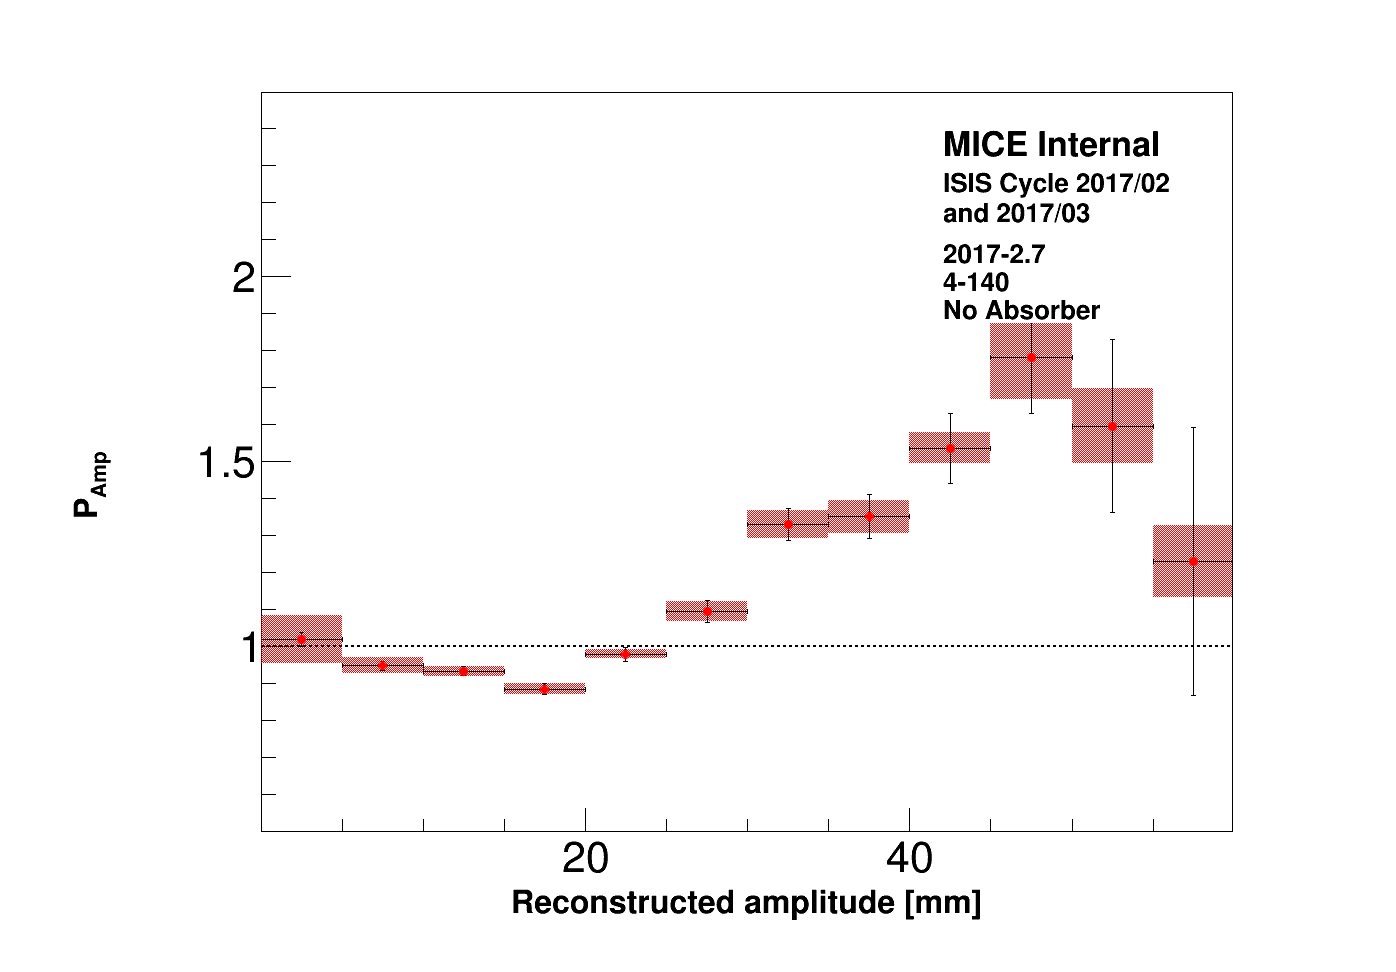 MICE Internal
ISIS Cycle 2017/02
and 2017/03
2017-2.7
4-140
No Absorber
2
1.5
1
P_Amp
20
40
Reconstructed amplitude [mm]